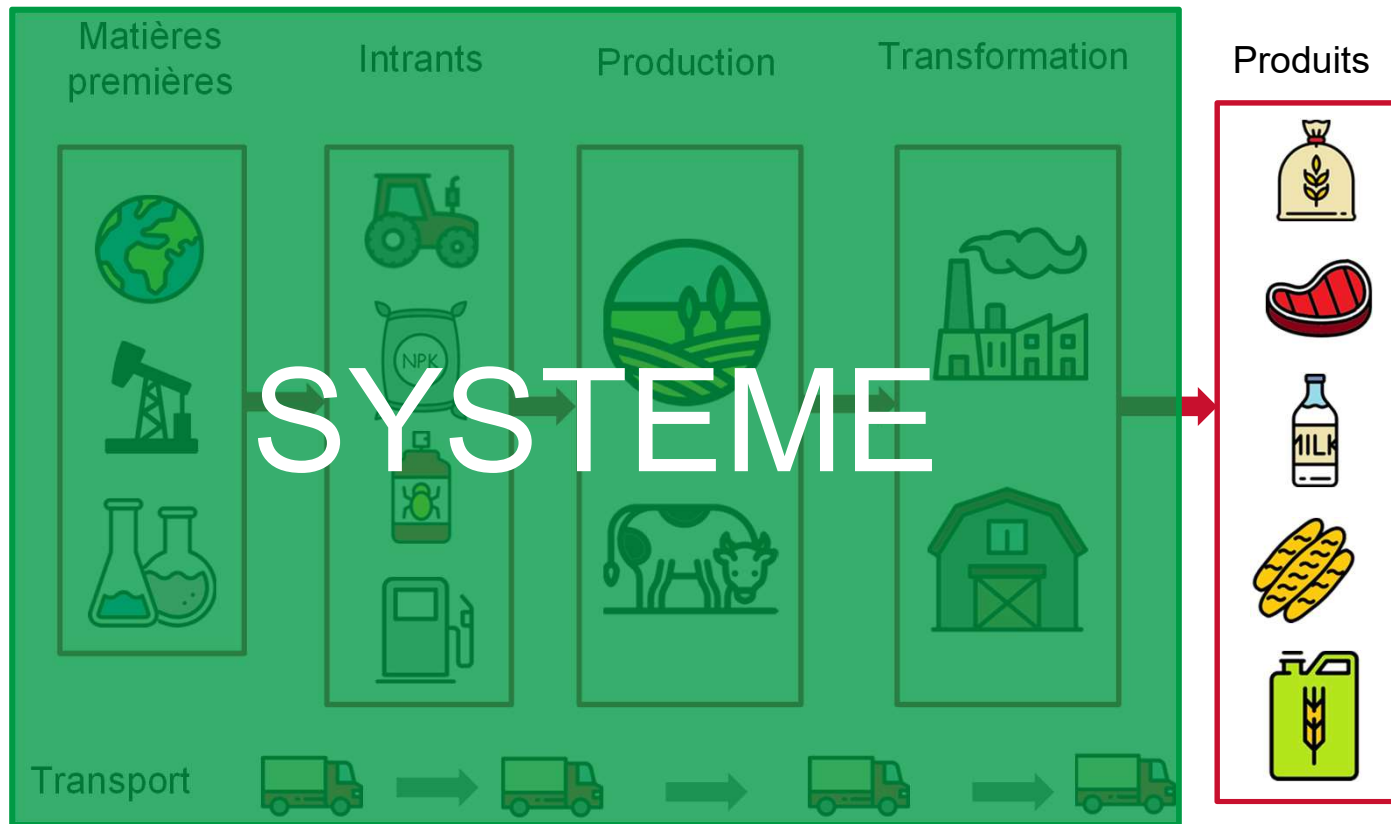 Matières
premières
Intrants
Production
Transformation
Produits
NPK
SYSTEME
MILK
Transport